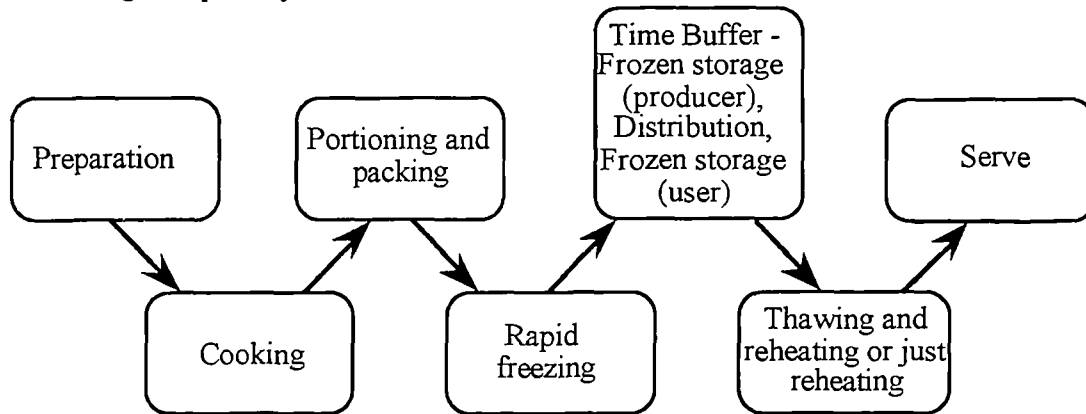 Preparation
Cooking
Portioning and
packing
Rapid
freezing
Time Buffer -
Frozen storage
(producer),
Distribution,
Frozen storage
(user)
Thawing and
reheating or just
reheating
Serve